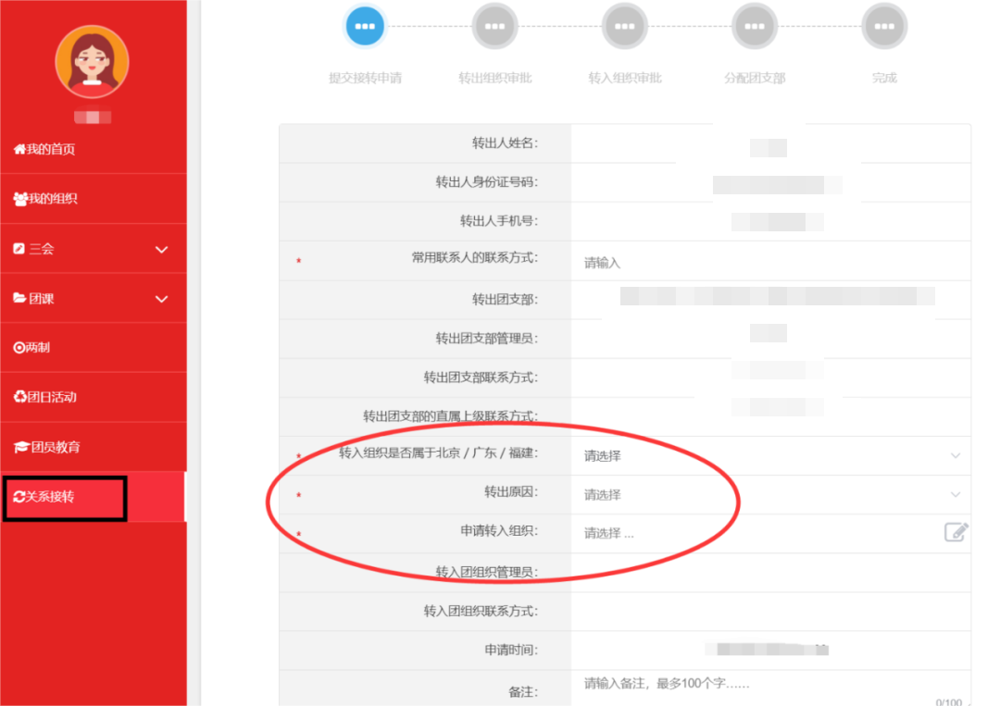 提交接转申请
转出组织审批
转入组织审批
分配团支部
完成
我的首页
我的组织
三会
团课
两制
团日活动
团员教育
关系接转
转出人姓名：
转出人身份证号码：
转出人手机号：
* 常用联系人的联系方式： 请输入
转出团支部：
转出团支部管理员：
转出团支部联系方式：
转出团支部的直属上级联系方式：
* 转入组织是否属于北京 / 广东 / 福建： 请选择
* 转出原因： 请选择
* 申请转入组织： 请选择 ...
转入团组织管理员：
转入团组织联系方式：
申请时间：
备注： 请输入备注，最多100个字……
0/100